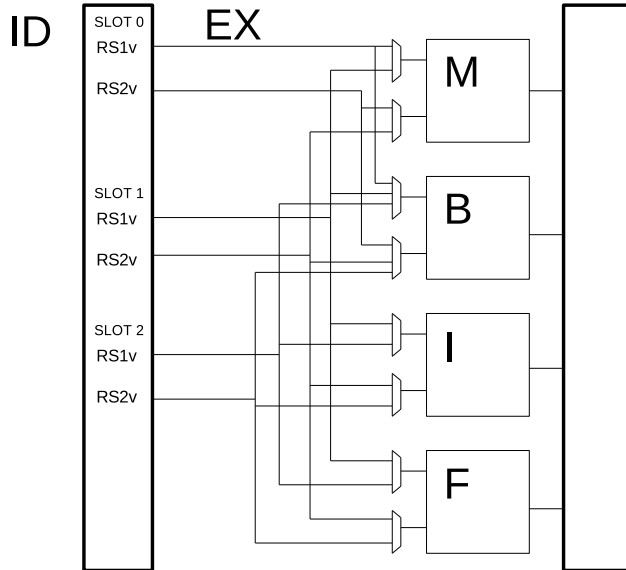 ID
SLOT 0
RS1v
RS2v
SLOT 1
RS1v
RS2v
SLOT 2
RS1v
RS2v
EX
M
B
I
F